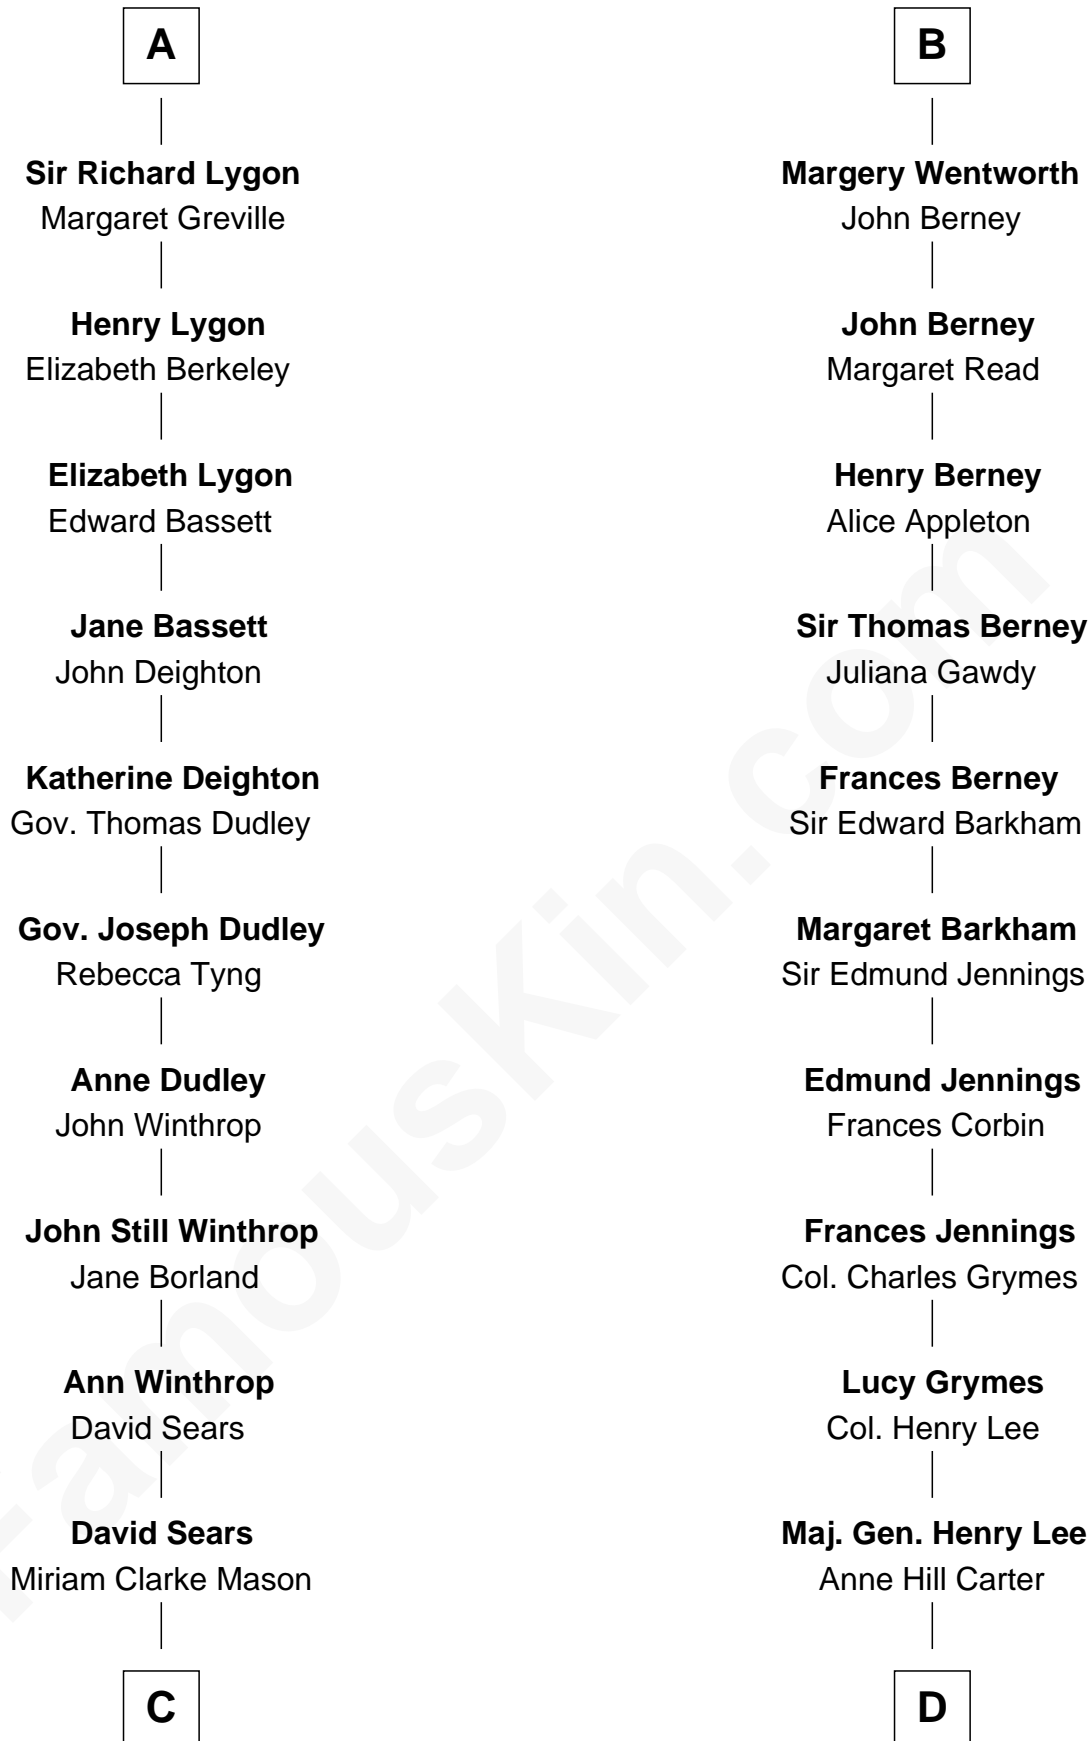 A
Sir Richard Lygon
Margaret Greville
Henry Lygon
Elizabeth Berkeley
Elizabeth Lygon
Edward Bassett
Jane Bassett
John Deighton
Katherine Deighton
Gov. Thomas Dudley
Gov. Joseph Dudley
Rebecca Tyng
Anne Dudley
John Winthrop
John Still Winthrop
Jane Borland
Ann Winthrop
David Sears
David Sears
Miriam Clarke Mason
C
B
Margery Wentworth
John Berney
John Berney
Margaret Read
Henry Berney
Alice Appleton
Sir Thomas Berney
Juliana Gawdy
Frances Berney
Sir Edward Barkham
Margaret Barkham
Sir Edmund Jennings
Edmund Jennings
Frances Corbin
Frances Jennings
Col. Charles Grymes
Lucy Grymes
Col. Henry Lee
Maj. Gen. Henry Lee
Anne Hill Carter
D
FamousKin.com